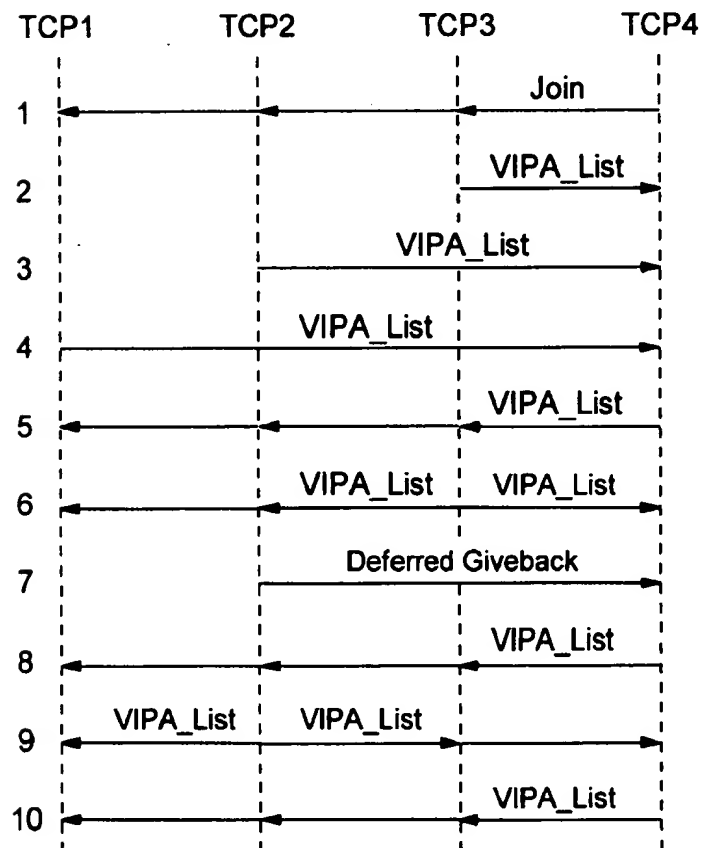 TCP1 TCP2 TCP3 TCP4
1 Join
2 VIPA_List
3 VIPA_List
4 VIPA_List
5 VIPA_List
6 VIPA_List VIPA_List
7 Deferred Giveback
8 VIPA_List
9 VIPA_List VIPA_List
10 VIPA_List